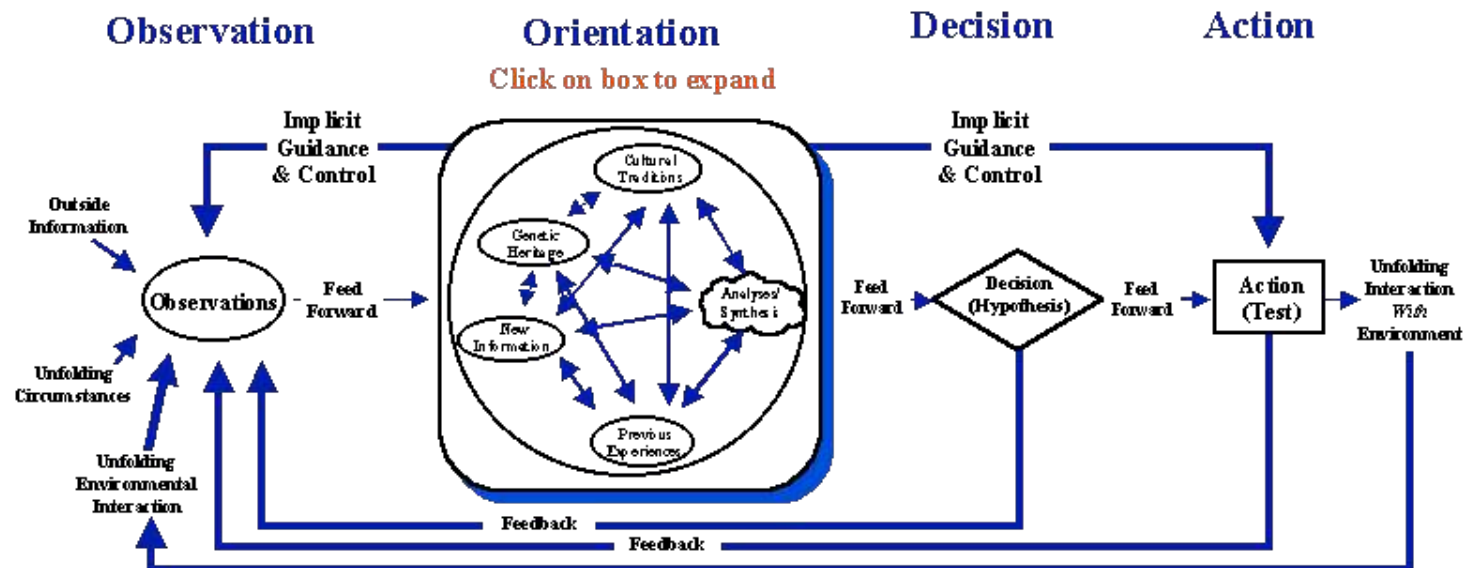 Observation
Orientation
Decision
Action
Click on box to expand
Implicit
Guidance
& Control
Implicit
Guidance
& Control
Outside
Information
Observations
Unfolding
Circumstances
Unfolding
Environmental
Interaction
Feed
Forward
Cultural
Traditions
Genetic
Heritage
New
Information
Analyses/
Synthesis
Previous
Experiences
Feed
Forward
Decision
(Hypothesis)
Feed
Forward
Action
(Test)
Unfolding
Interaction
With
Environment
Feedback
Feedback